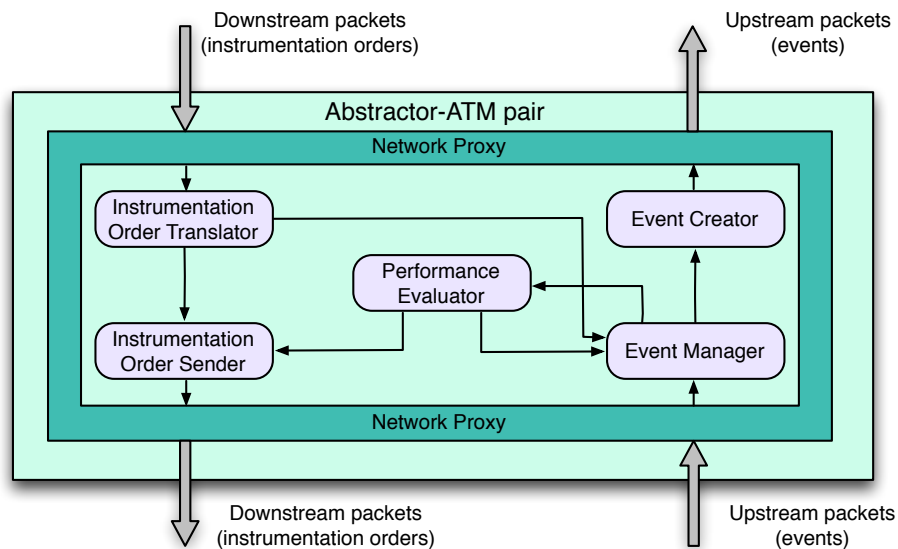 Downstream packets
(instrumentation orders)
Upstream packets
(events)
Abstractor-ATM pair
Network Proxy
Instrumentation
Order Translator
Event Creator
Performance
Evaluator
Instrumentation
Order Sender
Event Manager
Network Proxy
Downstream packets
(instrumentation orders)
Upstream packets
(events)